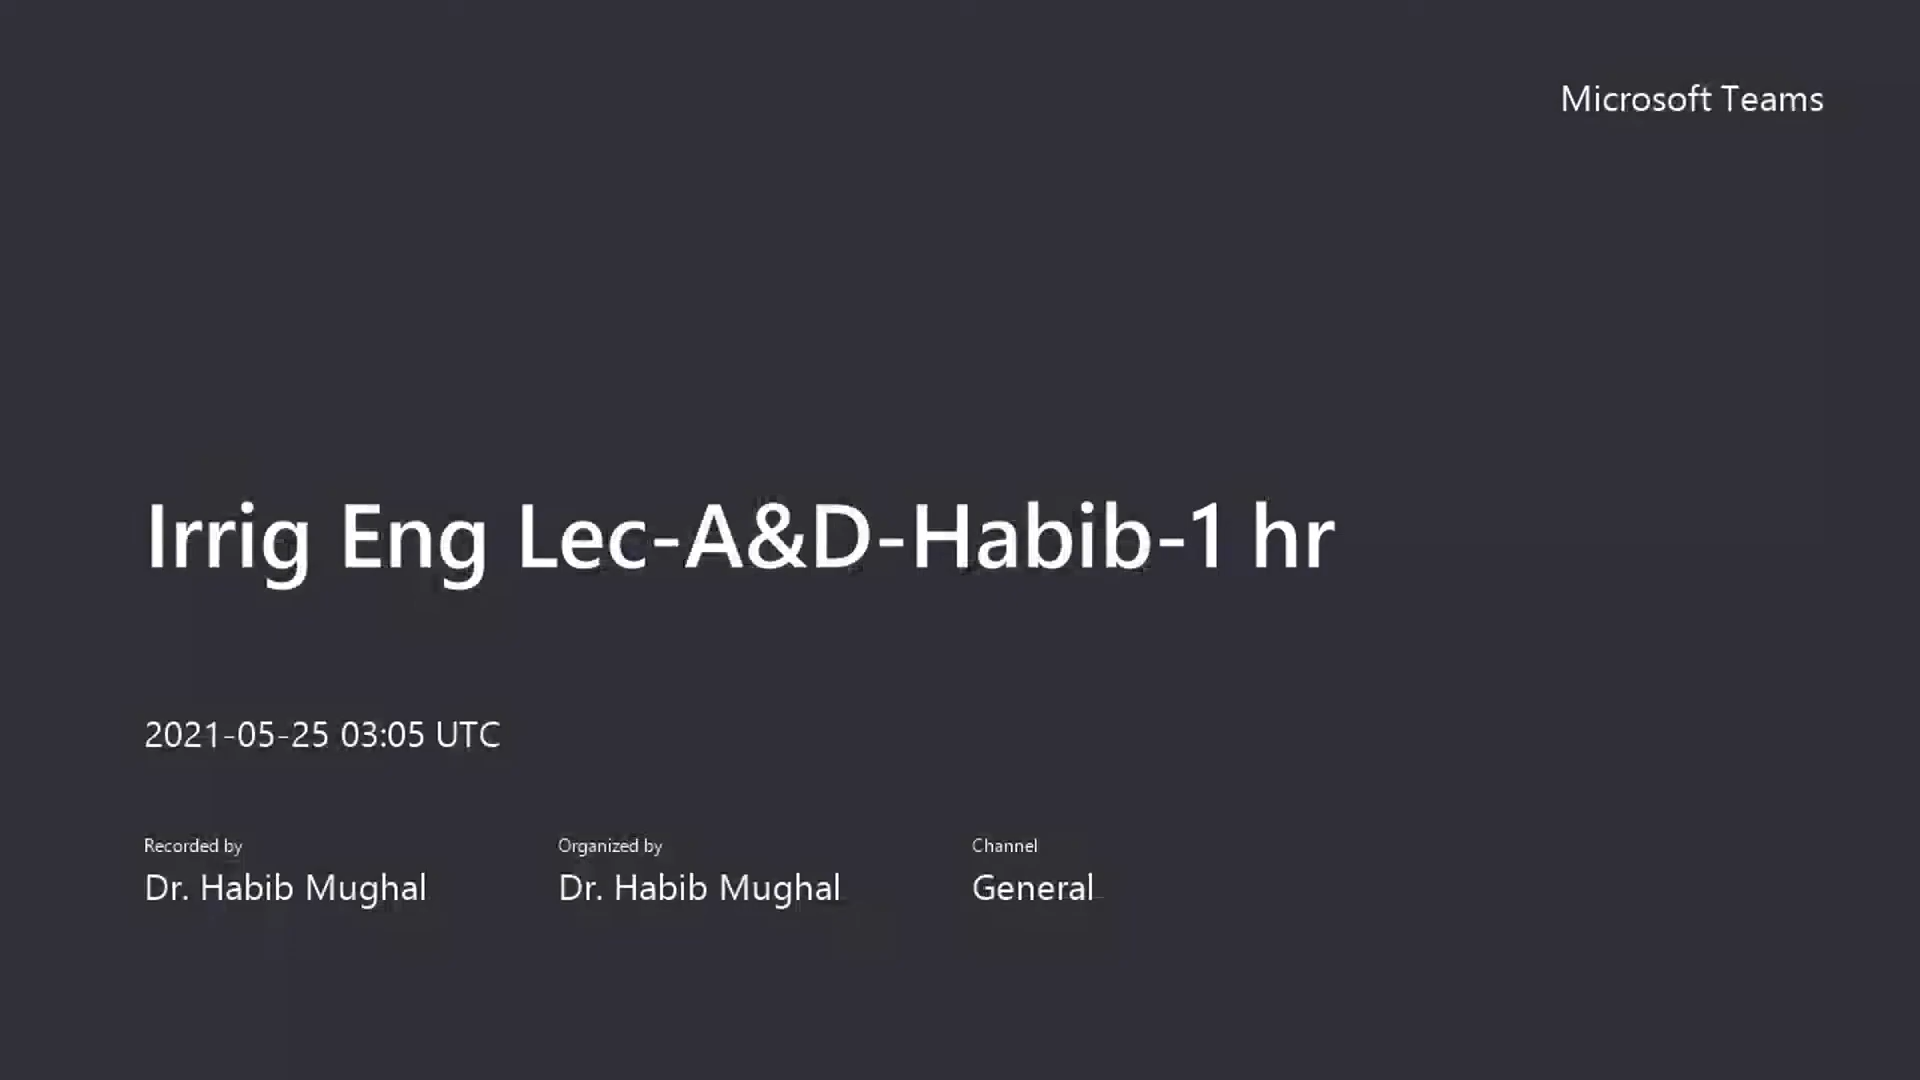 Microsoft Teams
Irrig Eng Lec-A&D-Habib-1 hr
2021-05-25 03:05 UTC
Recorded by
Dr. Habib Mughal
Organized by
Dr. Habib Mughal
Channel
General